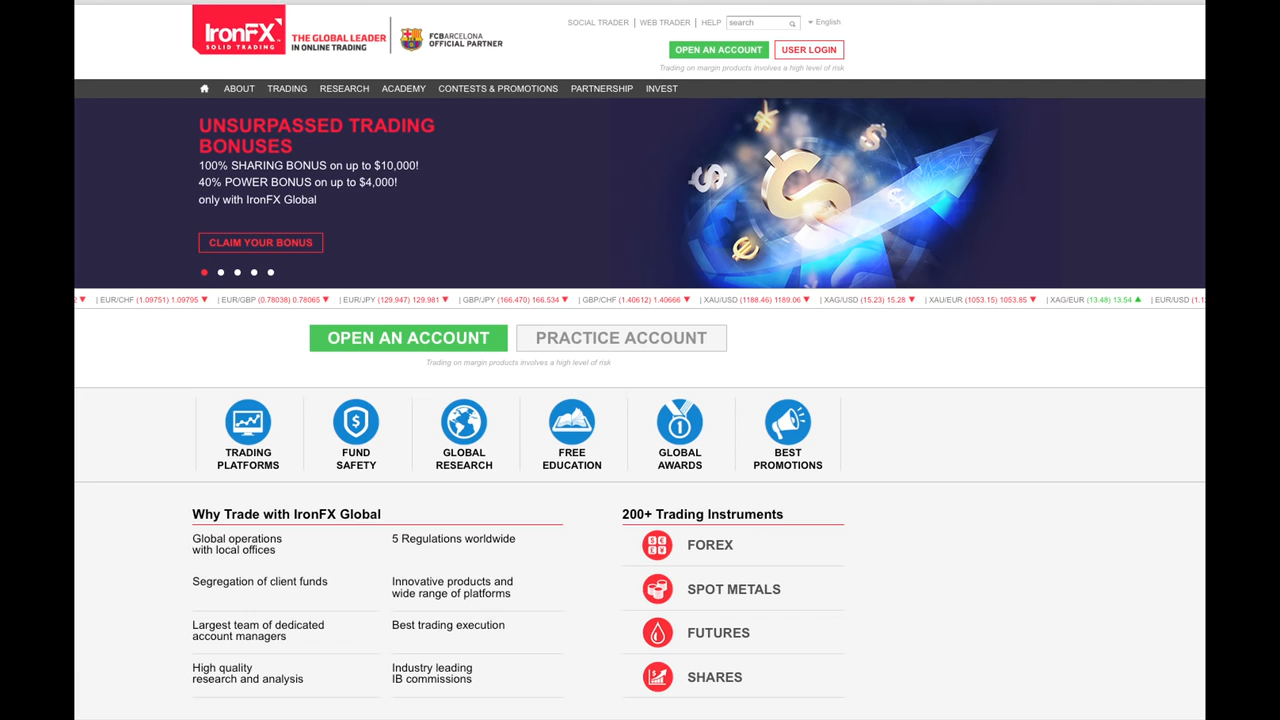 IronFX
SOLID TRADING
THE GLOBAL LEADER
IN ONLINE TRADING
FCBARCELONA
OFFICIAL PARTNER
SOCIAL TRADER | WEB TRADER | HELP
search
English
OPEN AN ACCOUNT
USER LOGIN
Trading on margin products involves a high level of risk
ABOUT TRADING RESEARCH ACADEMY CONTESTS & PROMOTIONS PARTNERSHIP INVEST
UNSURPASSED TRADING
BONUSES
100% SHARING BONUS on up to $10,000!
40% POWER BONUS on up to $4,000!
only with IronFX Global
CLAIM YOUR BONUS
2 ▼ | EUR/CHF (1.09751) 1.09795 ▼ | EUR/GBP (0.78038) 0.78065 ▼ | EUR/JPY (129.947) 129.981 ▼ | GBP/JPY (166.470) 166.534 ▼ | GBP/CHF (1.40612) 1.40666 ▼ | XAU/USD (1188.46) 1189.06 ▼ | XAG/USD (15.23) 15.28 ▼ | XAU/EUR (1053.15) 1053.85 ▼ | XAG/EUR (13.48) 13.54 ▲ | EUR/USD (1.1
OPEN AN ACCOUNT
PRACTICE ACCOUNT
Trading on margin products involves a high level of risk
TRADING
PLATFORMS
FUND
SAFETY
GLOBAL
RESEARCH
FREE
EDUCATION
GLOBAL
AWARDS
BEST
PROMOTIONS
Why Trade with IronFX Global
Global operations
with local offices
5 Regulations worldwide
Segregation of client funds
Innovative products and
wide range of platforms
Largest team of dedicated
account managers
Best trading execution
High quality
research and analysis
Industry leading
IB commissions
200+ Trading Instruments
FOREX
SPOT METALS
FUTURES
SHARES